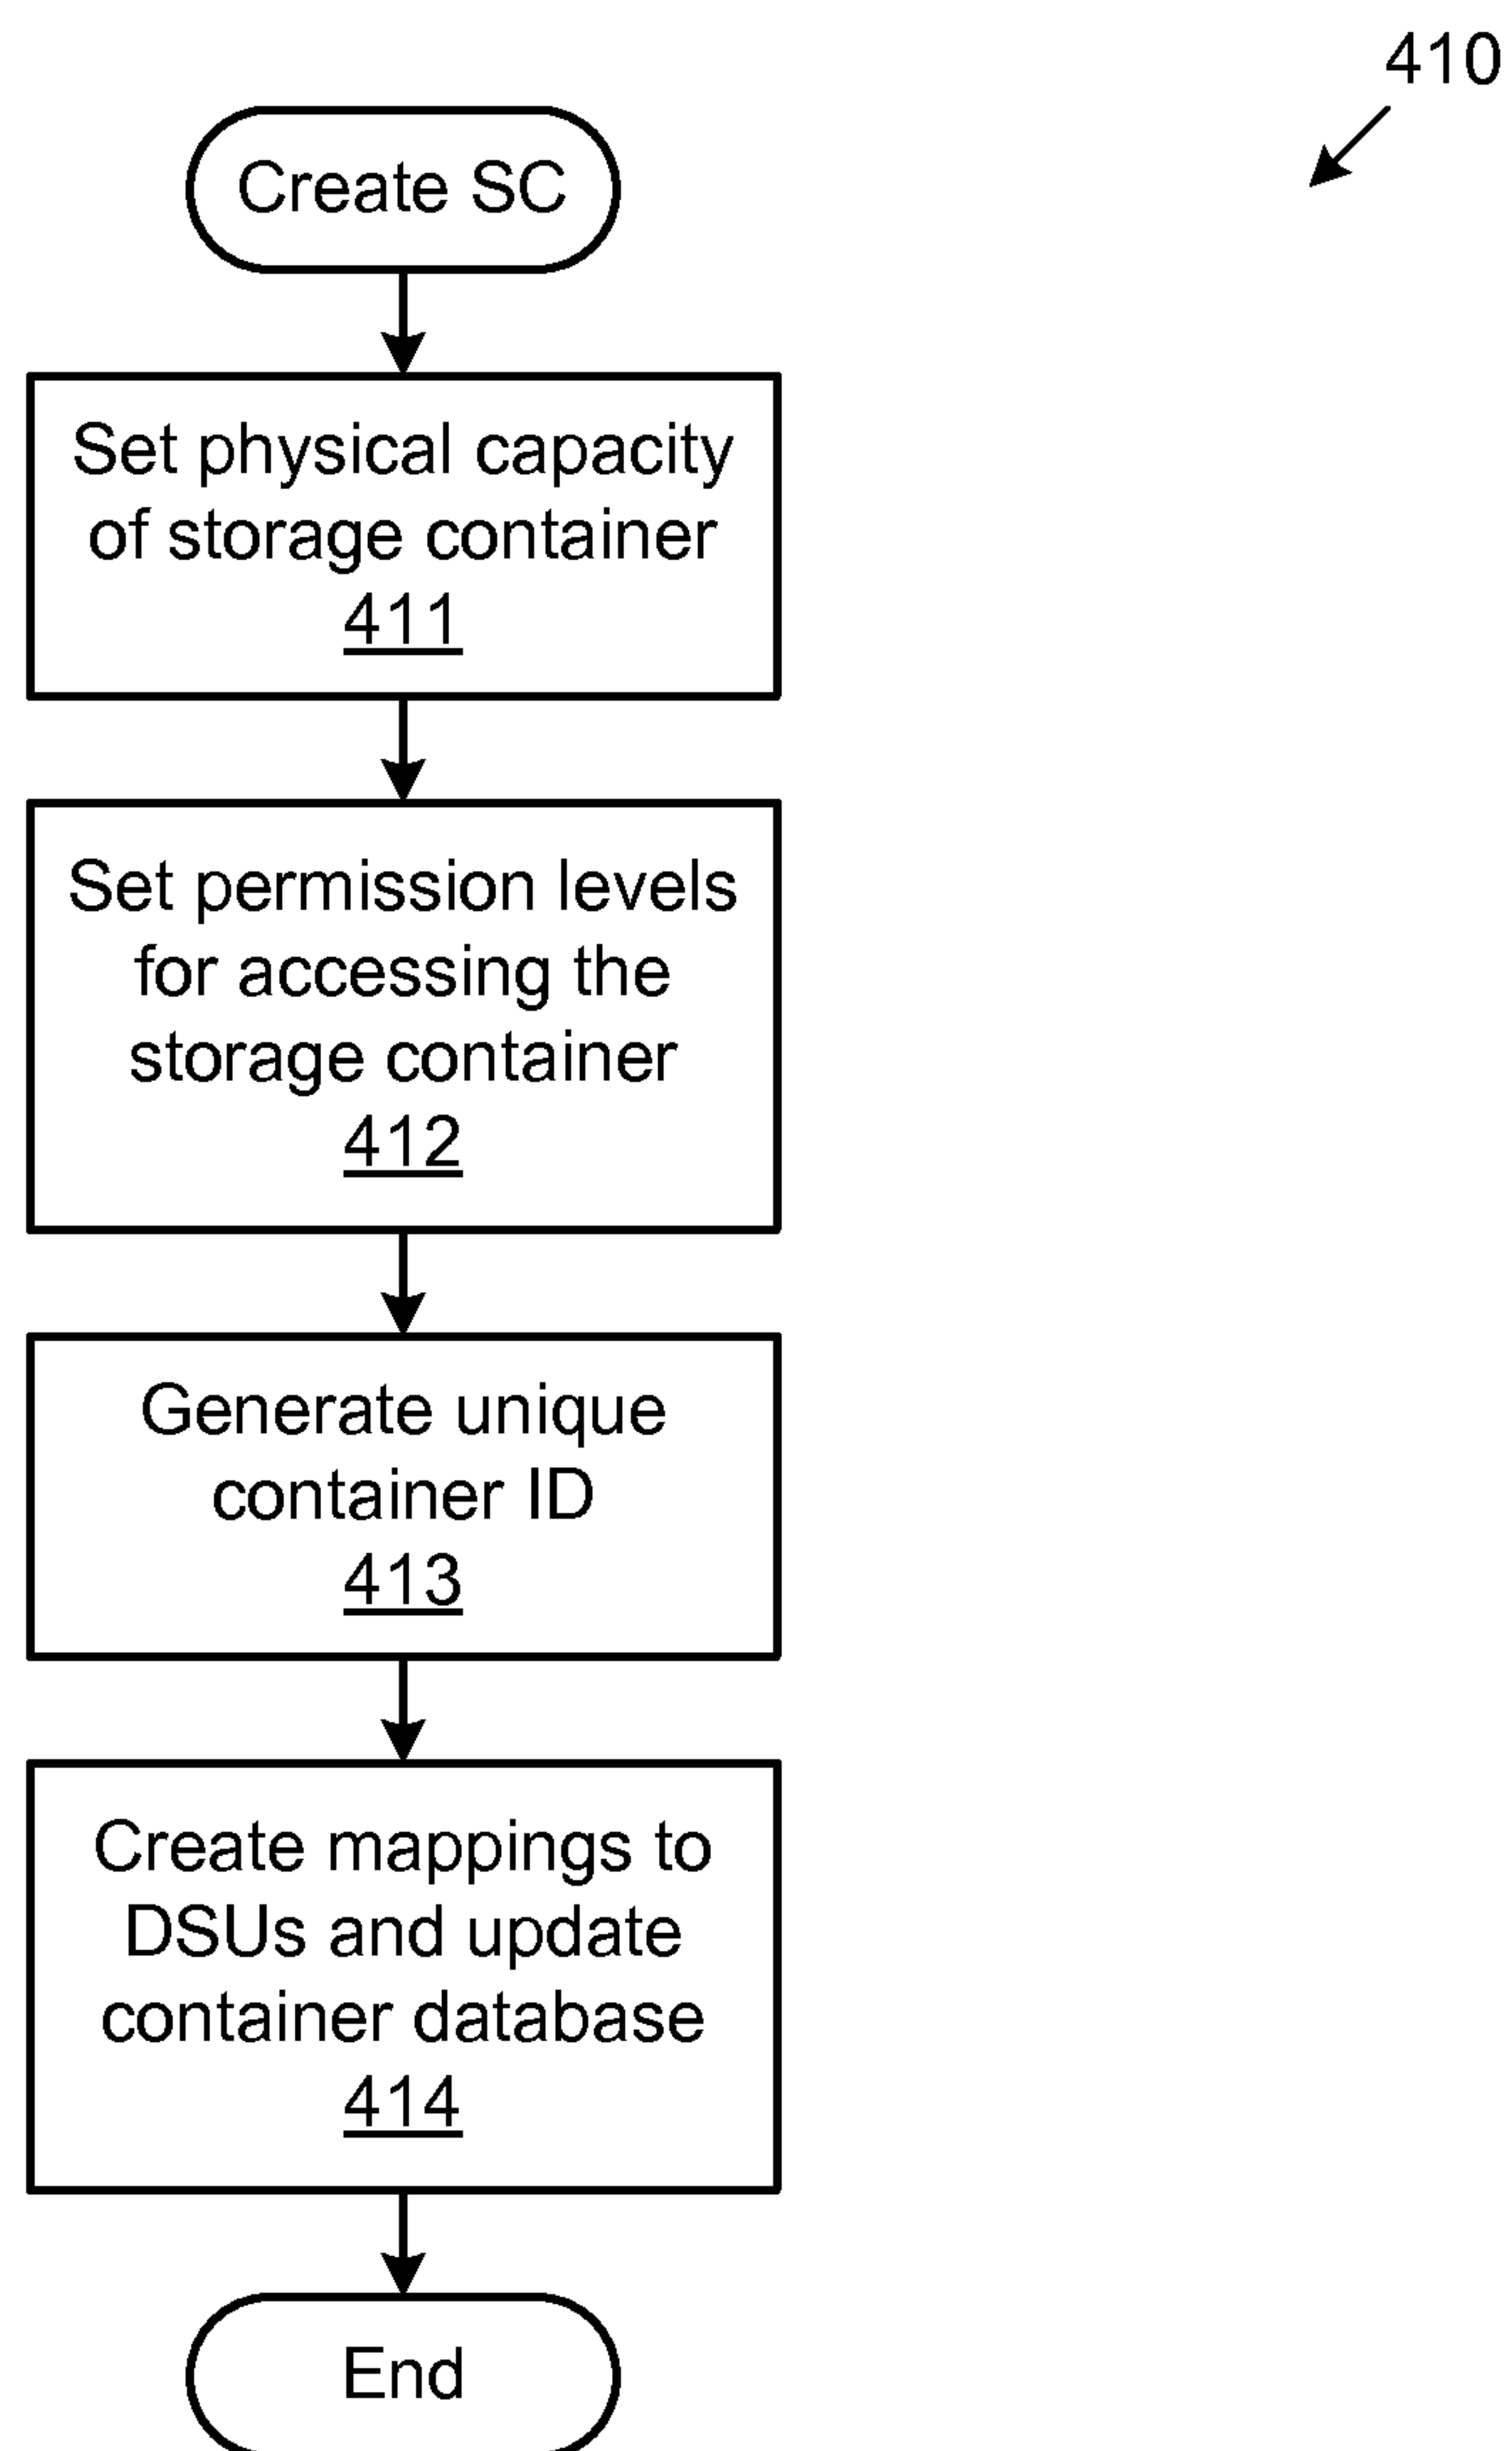 410
Create SC
Set physical capacity
of storage container
411
Set permission levels
for accessing the
storage container
412
Generate unique
container ID
413
Create mappings to
DSUs and update
container database
414
End